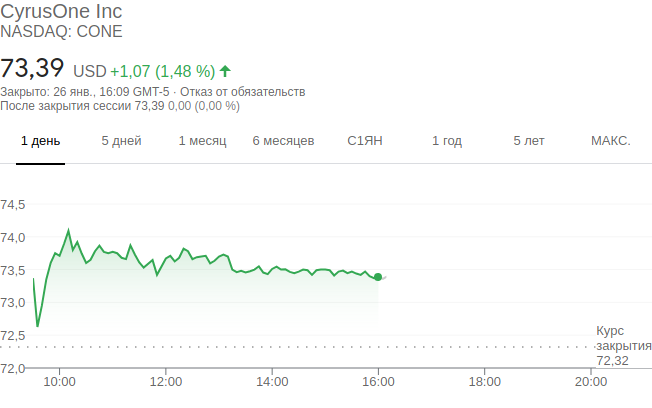 CyrusOne Inc
NASDAQ: CONE
73,39 USD +1,07 (1,48 %)
Закрыто: 26 янв., 16:09 GMT-5 · Отказ от обязательств
После закрытия сессии 73,39 0,00 (0,00 %)
1 день 5 дней 1 месяц 6 месяцев С1ЯН 1 год 5 лет МАКС.
74,5
74,0
73,5
73,0
72,5
Курс
закрытия
72,32
72,0
10:00 12:00 14:00 16:00 18:00 20:00